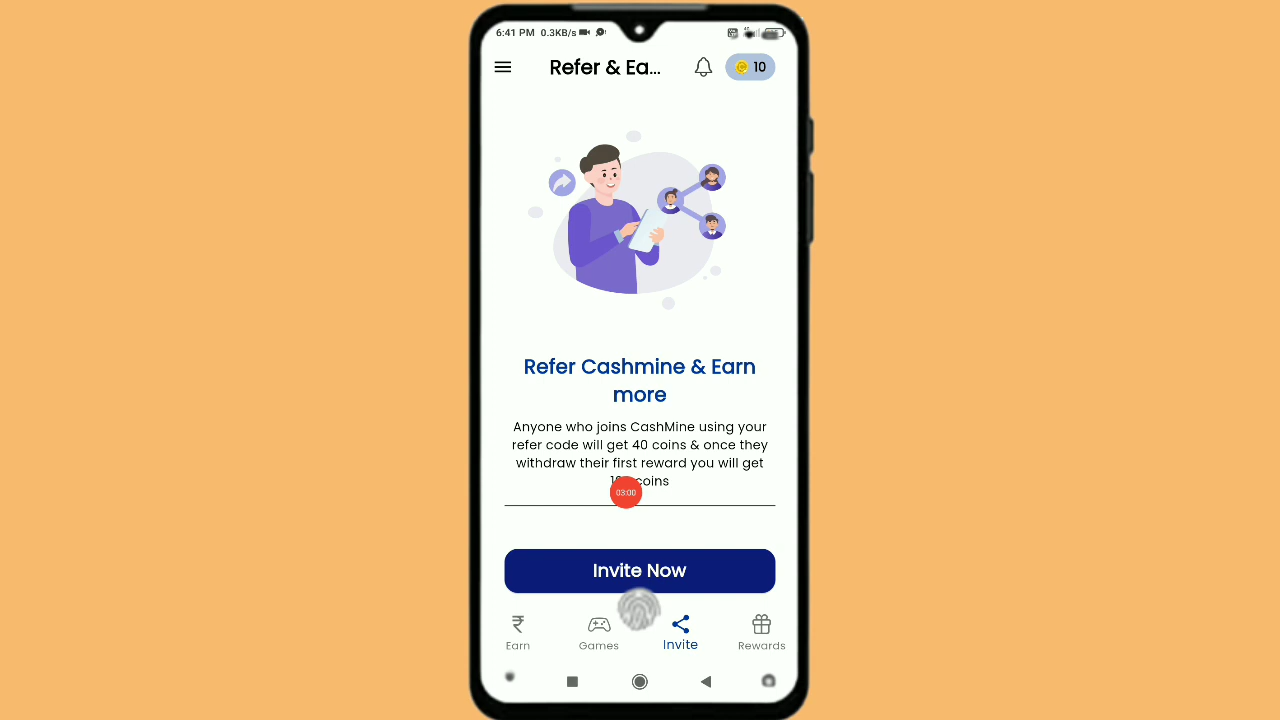 6:41 PM 0.3KB/s
Refer & Ea...
10
Refer Cashmine & Earn
more
Anyone who joins CashMine using your
refer code will get 40 coins & once they
withdraw their first reward you will get
coins
03:00
Invite Now
Earn
Games
Invite
Rewards